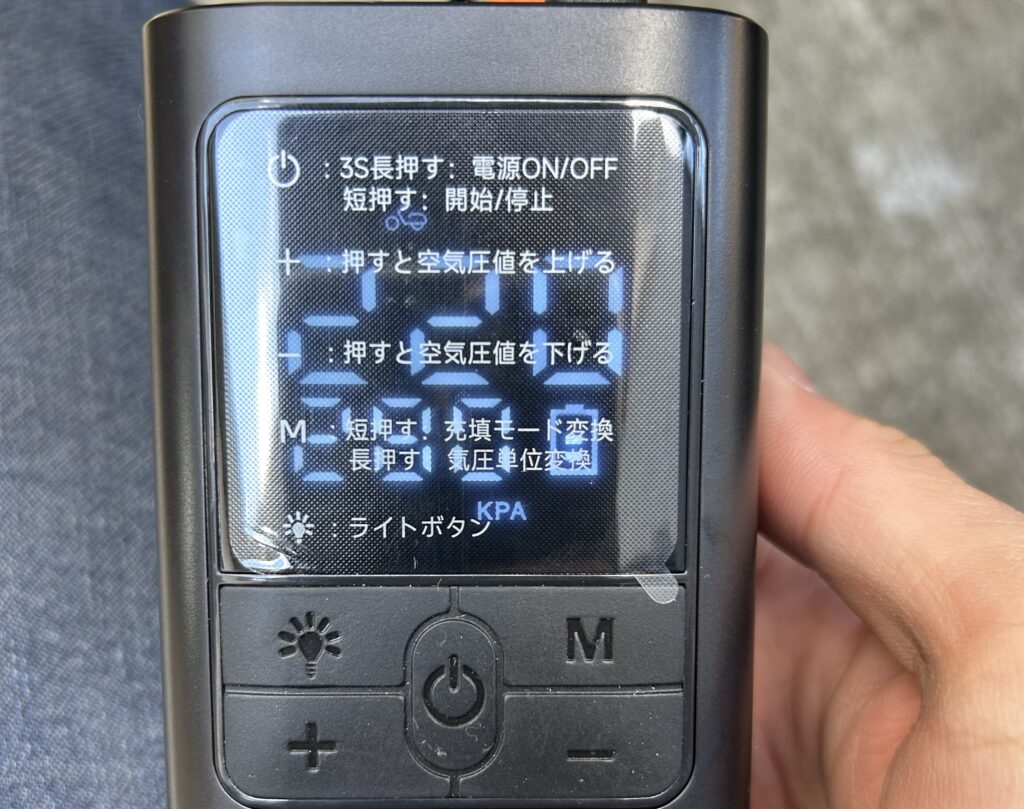 : 3S長押す: 電源ON/OFF
短押す: 開始/停止
+ : 押すと空気圧値を上げる
− : 押すと空気圧値を下げる
M : 短押す: 充填モード変換
長押す: 気圧単位変換
KPA
: ライトボタン
M
+ −